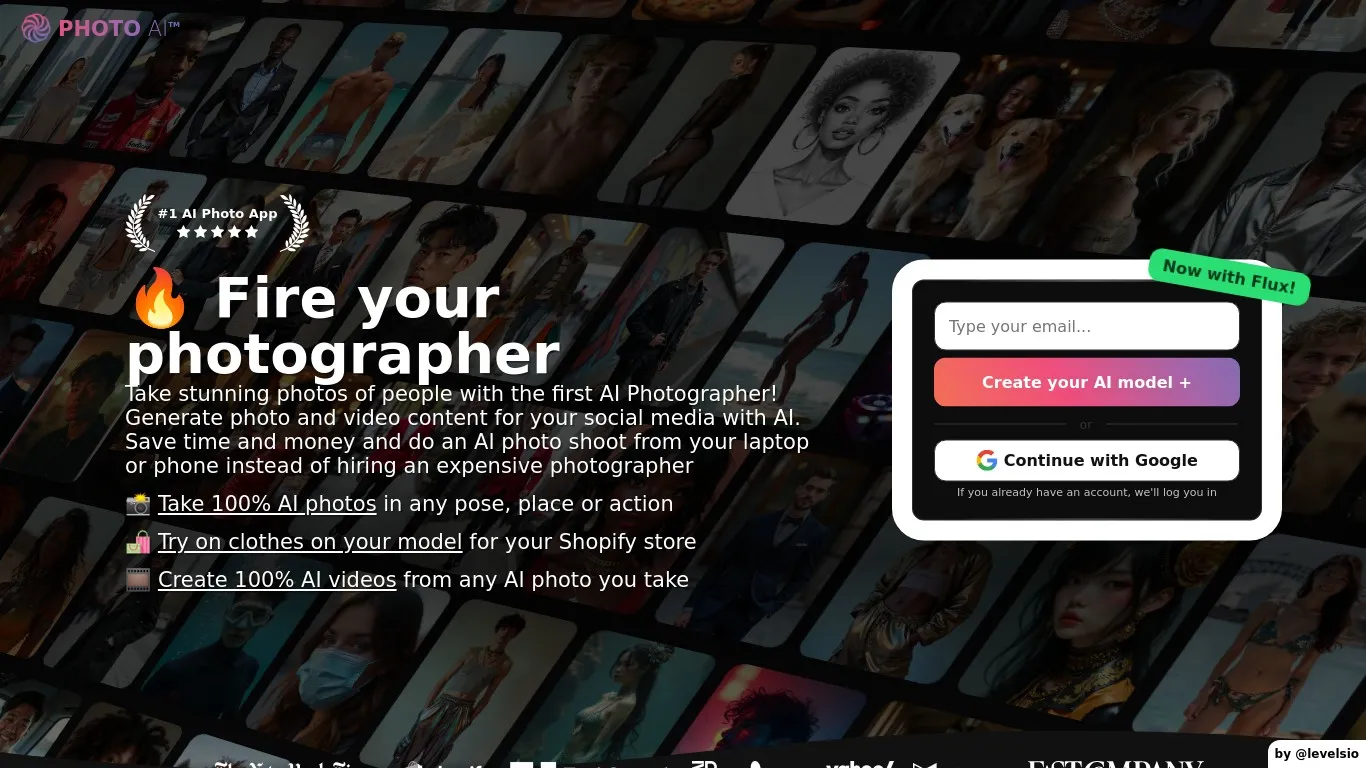 PHOTO AI™
#1 AI Photo App
🔥 Fire your
photographer
Take stunning photos of people with the first AI Photographer!
Generate photo and video content for your social media with AI.
Save time and money and do an AI photo shoot from your laptop
or phone instead of hiring an expensive photographer
📸 Take 100% AI photos in any pose, place or action
🛍️ Try on clothes on your model for your Shopify store
🎞️ Create 100% AI videos from any AI photo you take
Now with Flux!
Type your email...
Create your AI model +
or
Continue with Google
If you already have an account, we'll log you in
yahoo!
FAST COMPANY
by @levelsio